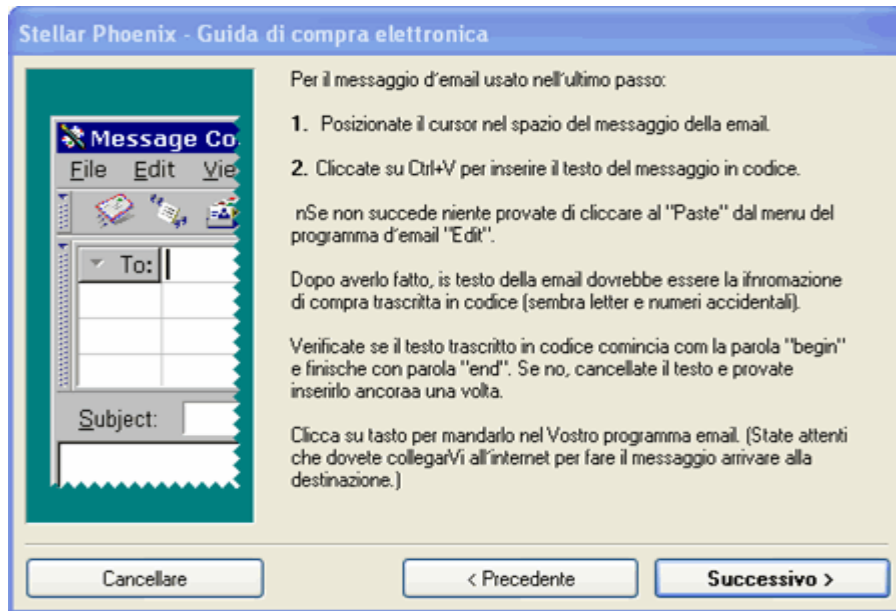 Stellar Phoenix - Guida di compra elettronica
Message Co
File Edit Vie
To:
Subject:
Per il messaggio d'email usato nell'ultimo passo:
1. Posizionate il cursor nel spazio del messaggio della email.
2. Cliccate su Ctrl+V per inserire il testo del messaggio in codice.
nSe non succede niente provate di cliccare al "Paste" dal menu del
programma d'email "Edit".
Dopo averlo fatto, is testo della email dovrebbe essere la ifnromazione
di compra trascritta in codice (sembra letter e numeri accidentali).
Verificate se il testo trascritto in codice comincia com la parola "begin"
e finische con parola "end". Se no, cancellate il testo e provate
inserirlo ancoraa una volta.
Clicca su tasto per mandarlo nel Vostro programma email. (State attenti
che dovete collegarVi all'internet per fare il messaggio arrivare alla
destinazione.)
Cancellare
< Precedente
Successivo >